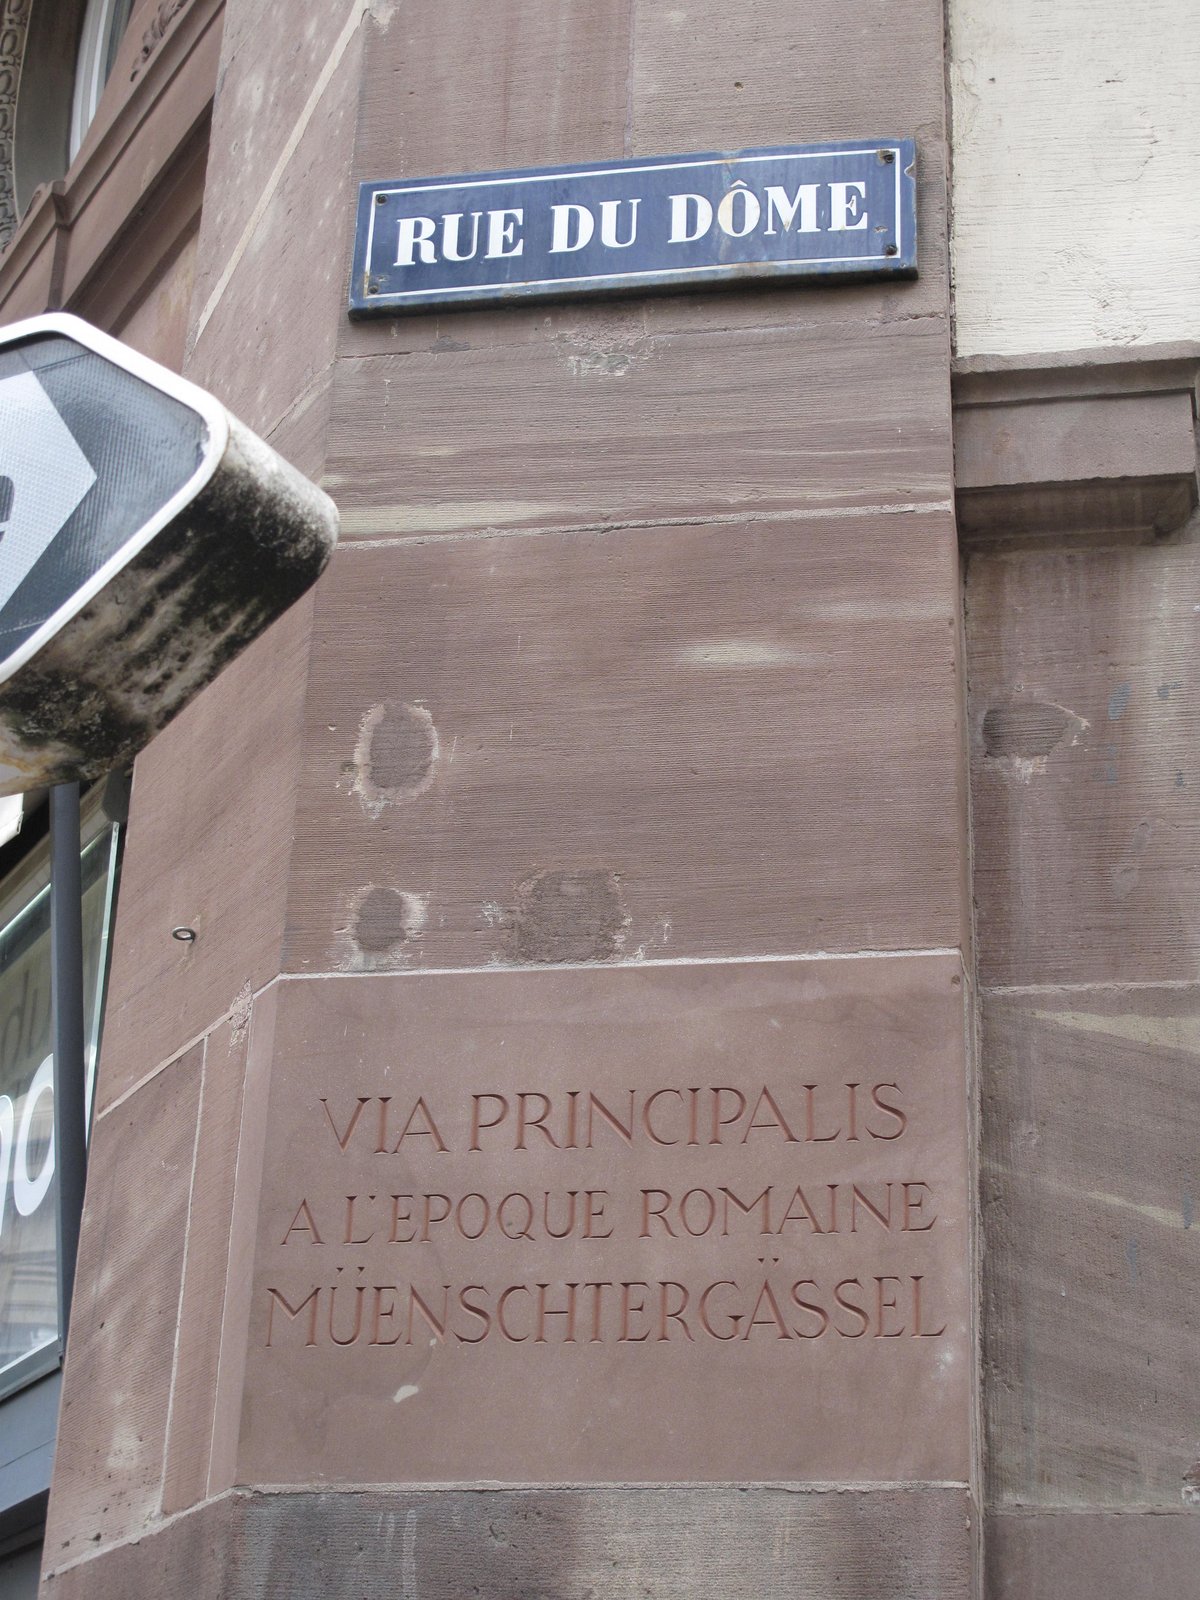 RUE DU DÔME
VIA PRINCIPALIS
A L'EPOQUE ROMAINE
MÜENSCHTERGÄSSEL